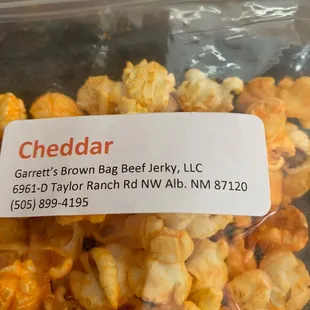 Cheddar
Garrett's Brown Bag Beef Jerky, LLC
6961-D Taylor Ranch Rd NW Alb. NM 87120
(505) 899-4195